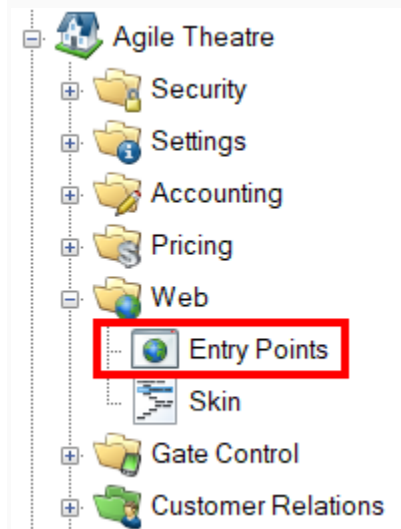 Agile Theatre
Security
Settings
Accounting
Pricing
Web
Entry Points
Skin
Gate Control
Customer Relations